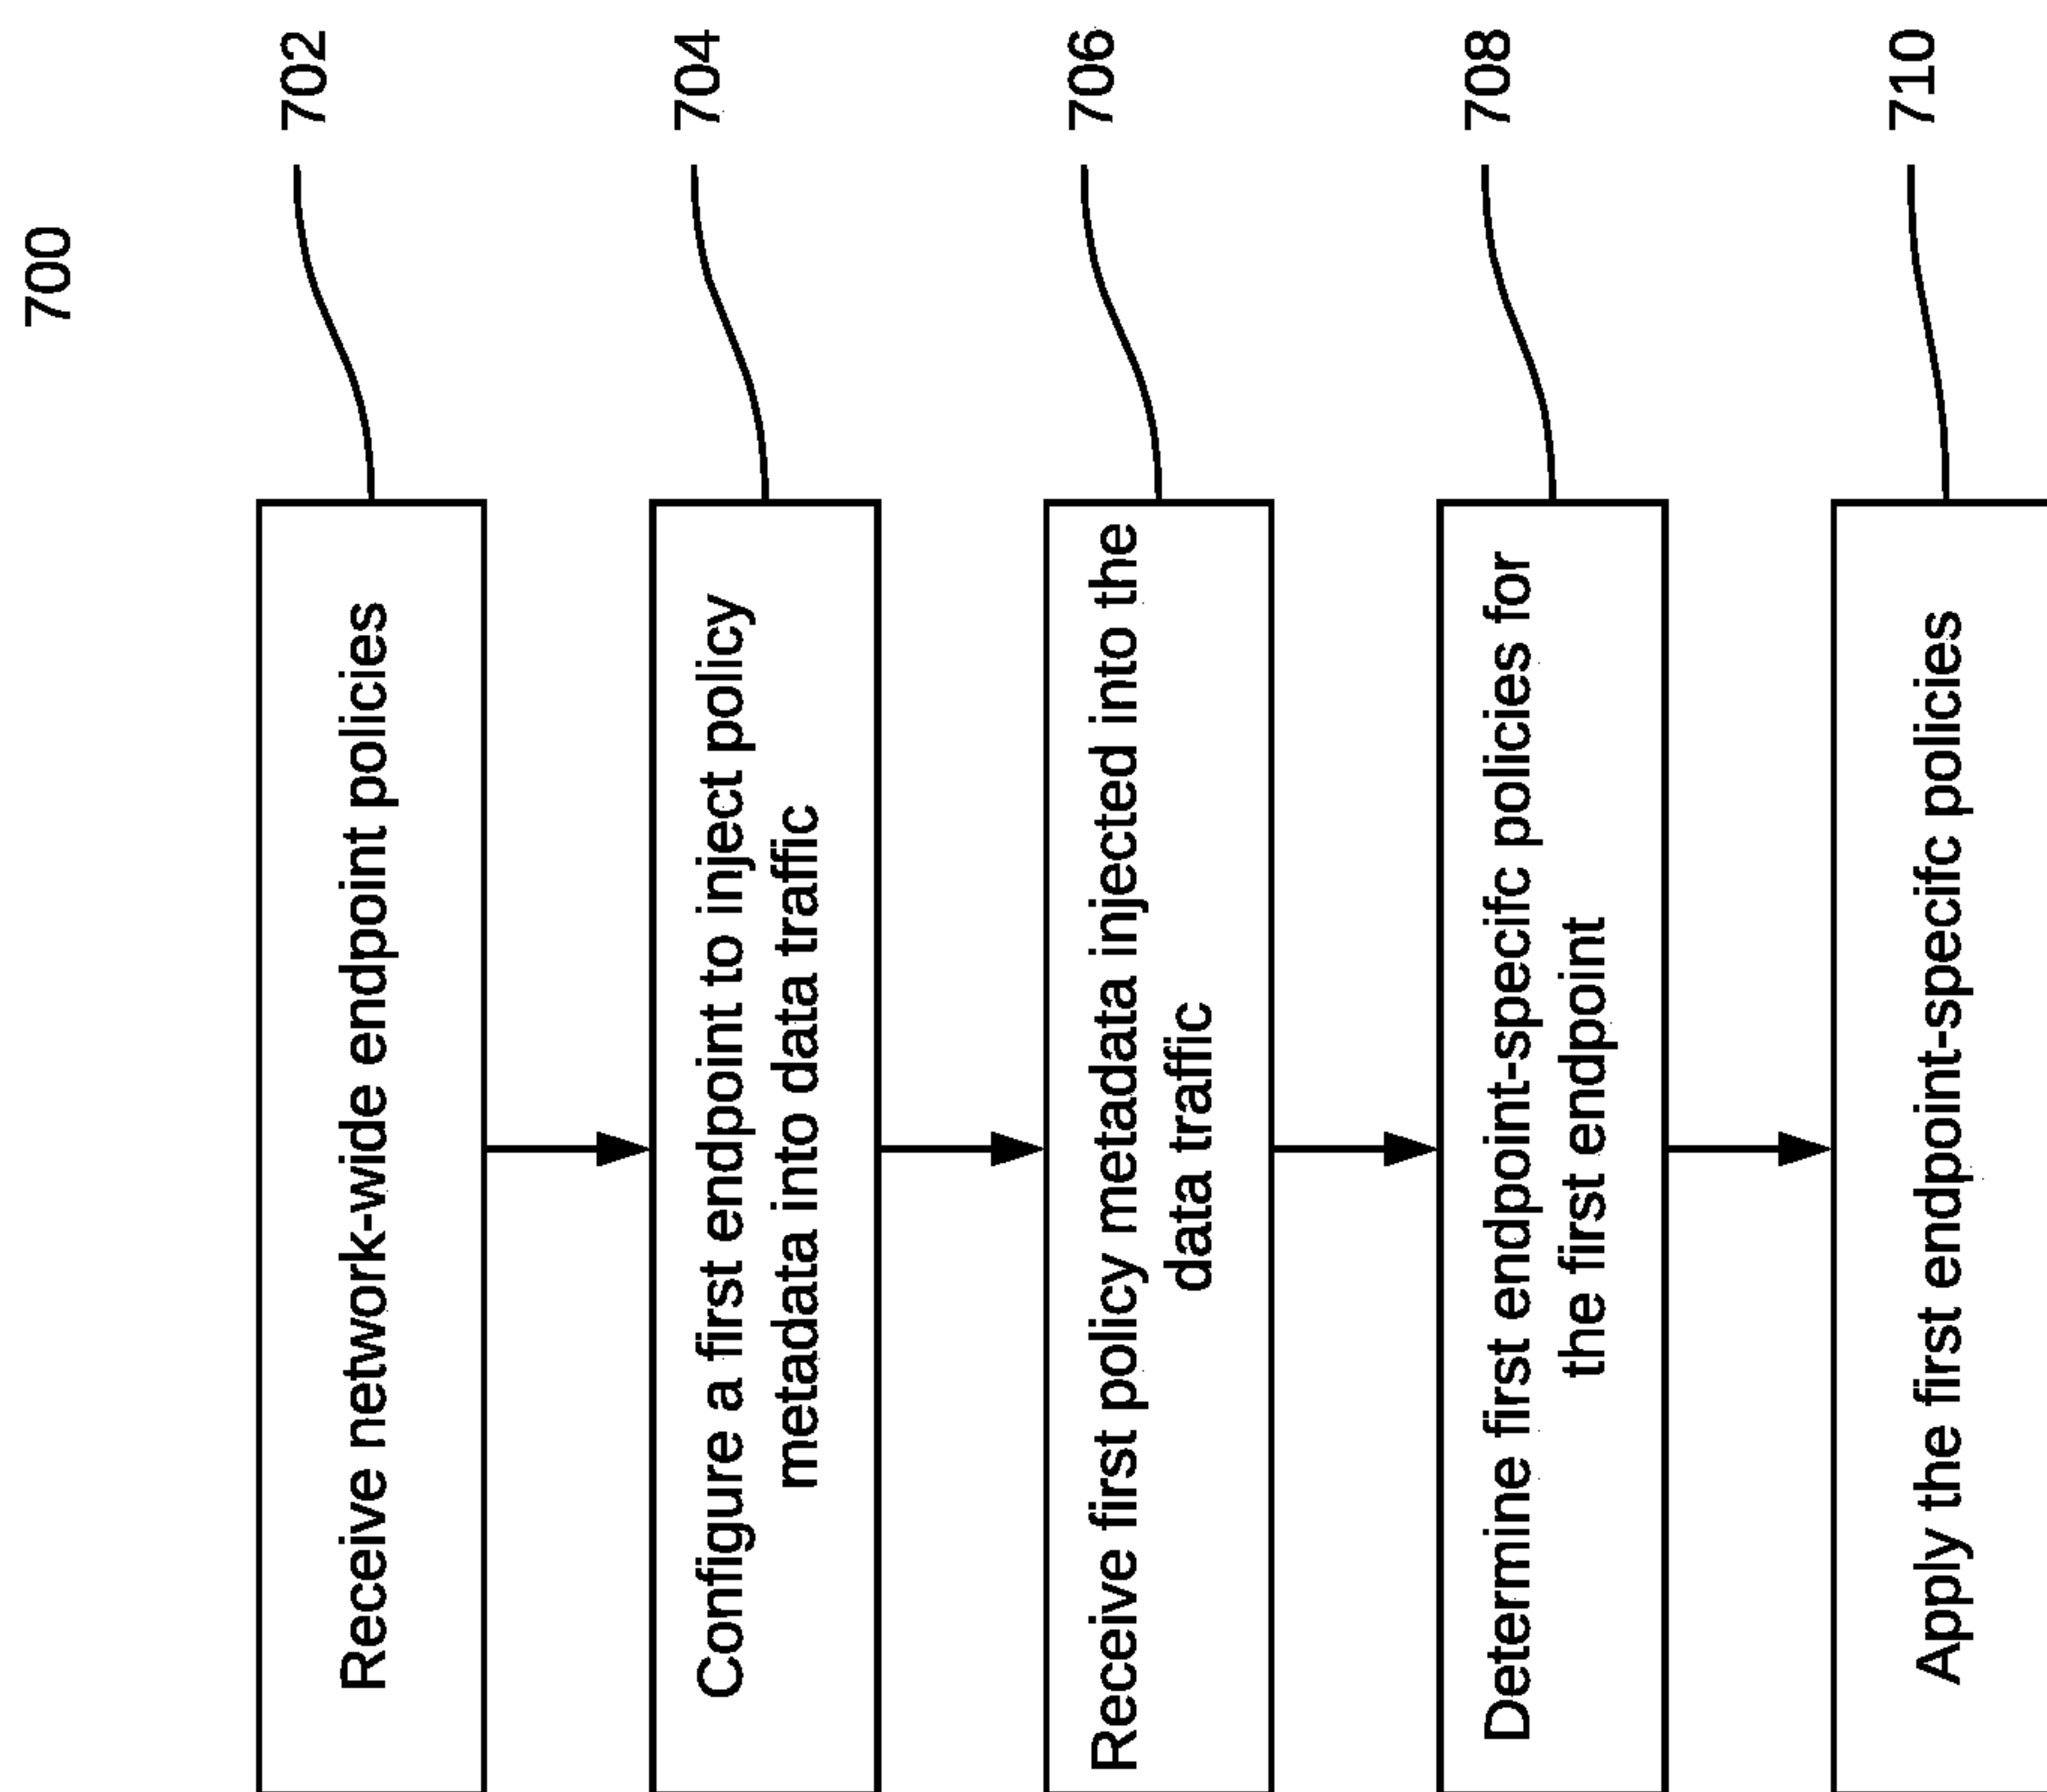 700
Receive network-wide endpoint policies
702
Configure a first endpoint to inject policy
metadata into data traffic
704
Receive first policy metadata injected into the
data traffic
706
Determine first endpoint-specifc policies for
the first endpoint
708
Apply the first endpoint-specifc policies
710